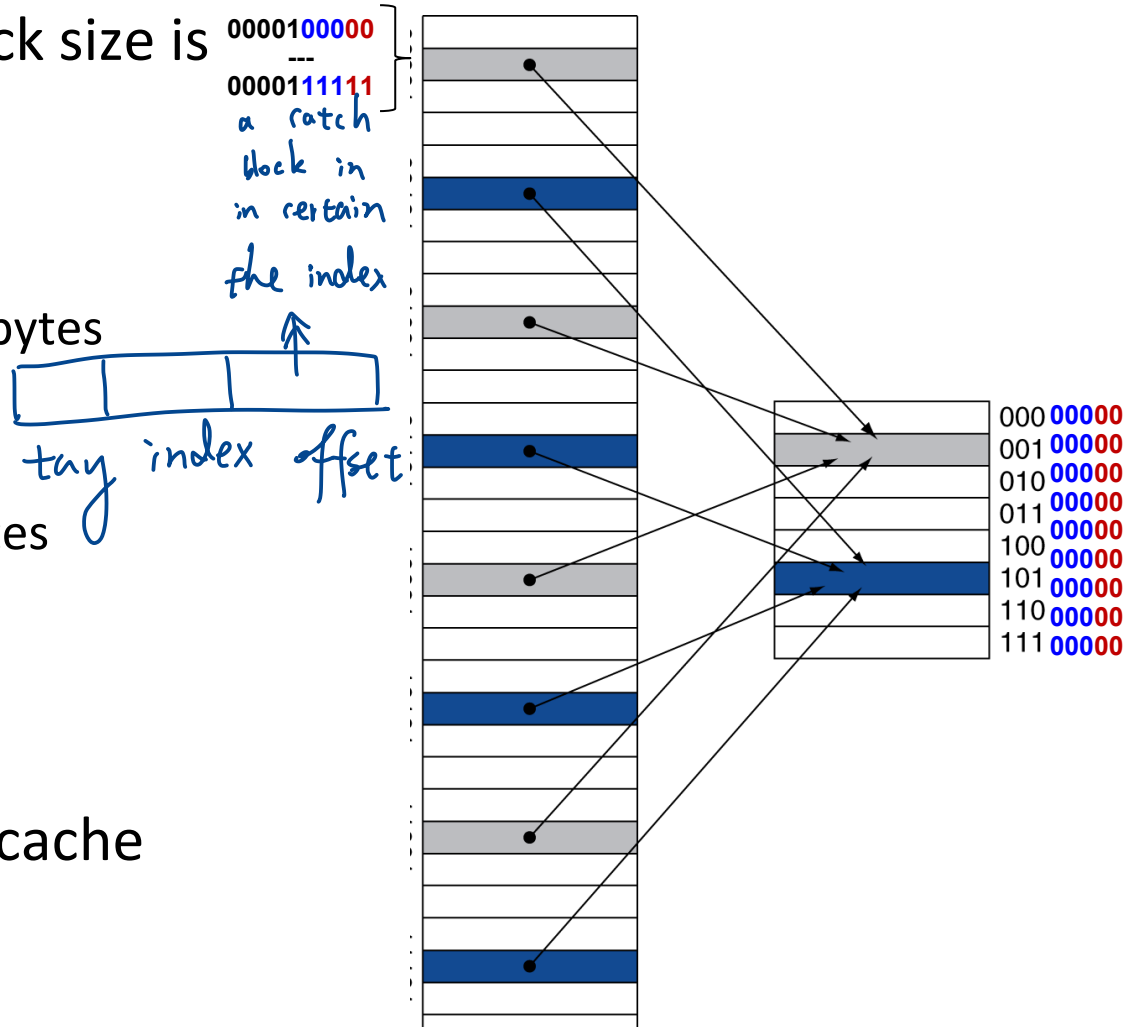 ck size is
0000100000
---
0000111111
a catch
block in
in certain
the index
bytes
tag index offset
es
cache
000 00000
001 00000
010 00000
011 00000
100 00000
101 00000
110 00000
111 00000
00000